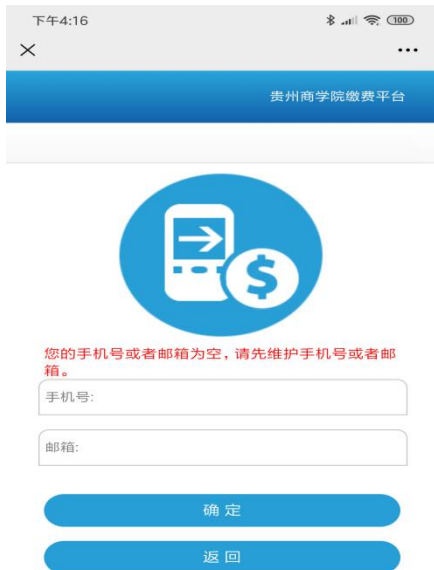 下午4:16
100
贵州商学院缴费平台
$
您的手机号或者邮箱为空，请先维护手机号或者邮
箱。
手机号:
邮箱:
确 定
返 回